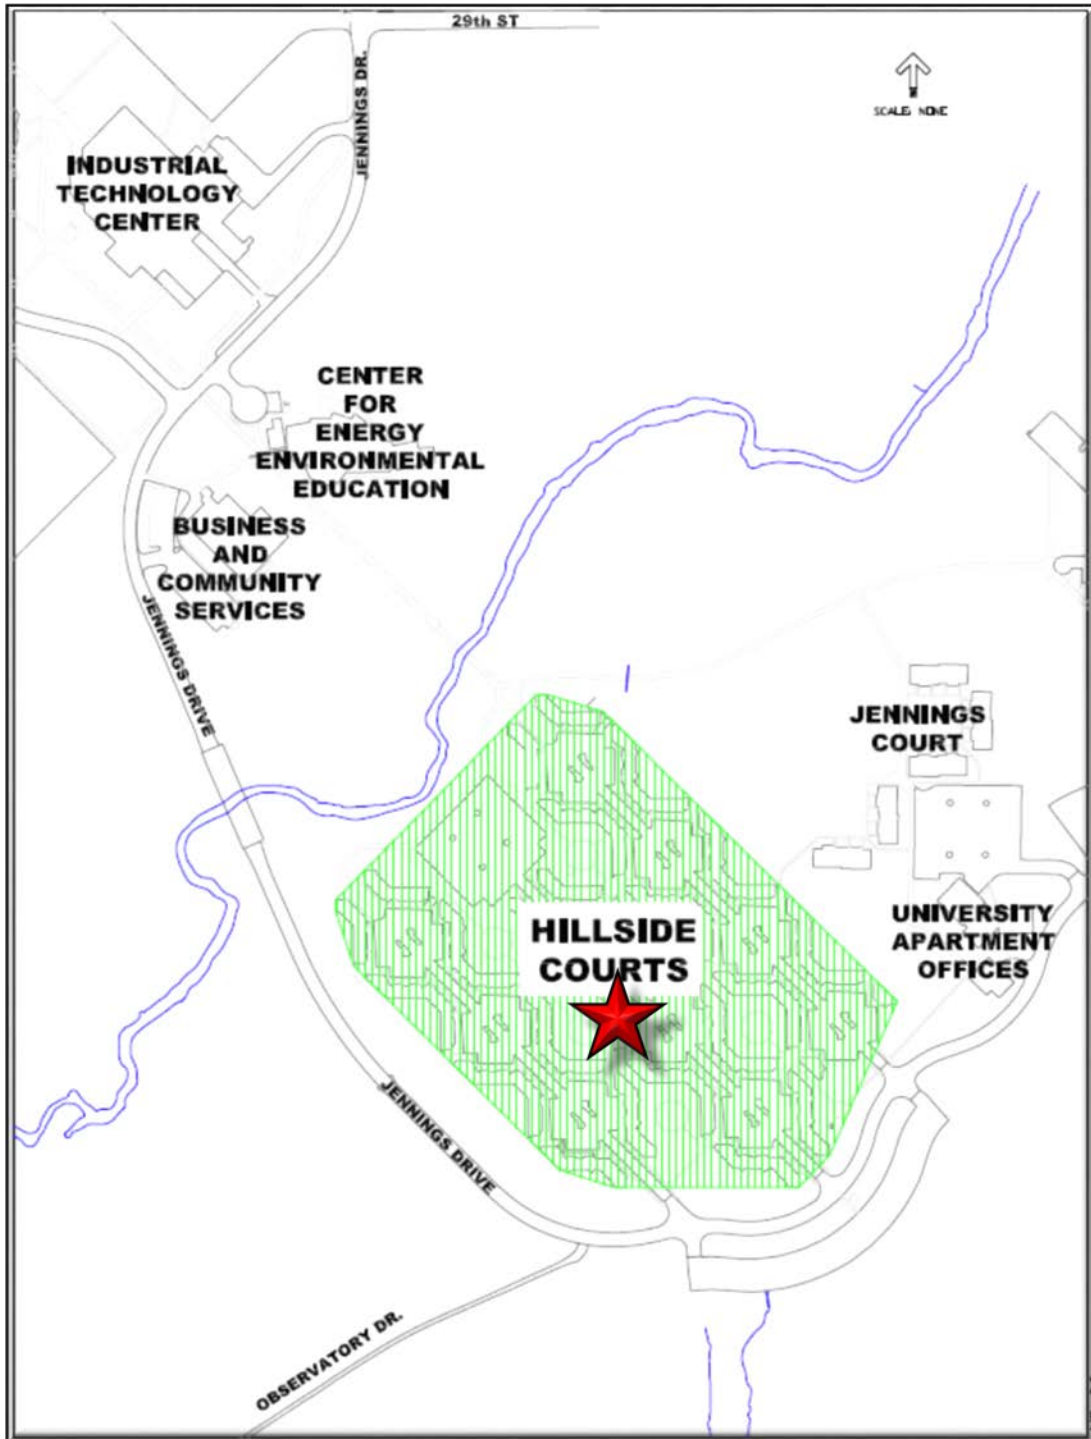 29th ST
JENNINGS DR.
SCALE: NONE
INDUSTRIAL
TECHNOLOGY
CENTER
CENTER
FOR
ENERGY
ENVIRONMENTAL
EDUCATION
BUSINESS
AND
COMMUNITY
SERVICES
JENNINGS DRIVE
JENNINGS
COURT
HILLSIDE
COURTS
UNIVERSITY
APARTMENT
OFFICES
JENNINGS DRIVE
OBSERVATORY DR.